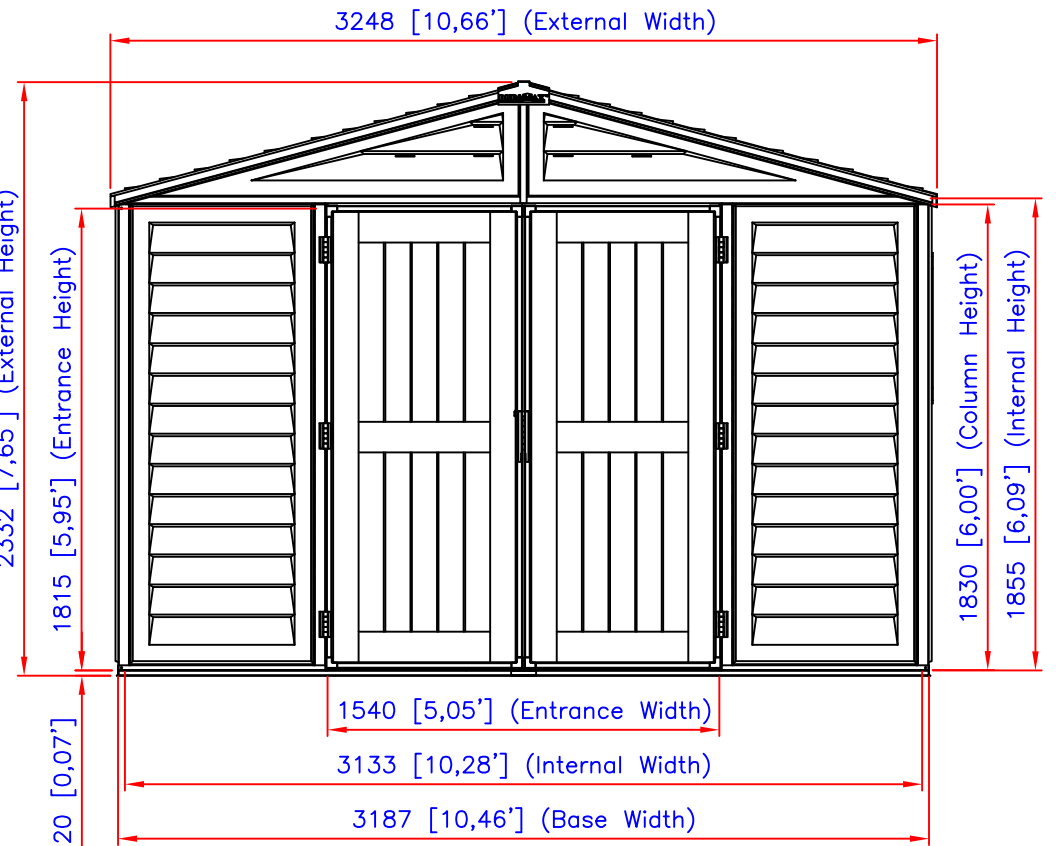 3248 [10,66'] (External Width)
2332 [7,65'] (External Height)
1815 [5,95'] (Entrance Height)
1830 [6,00'] (Column Height)
1855 [6,09'] (Internal Height)
1540 [5,05'] (Entrance Width)
3133 [10,28'] (Internal Width)
20 [0,07']
3187 [10,46'] (Base Width)